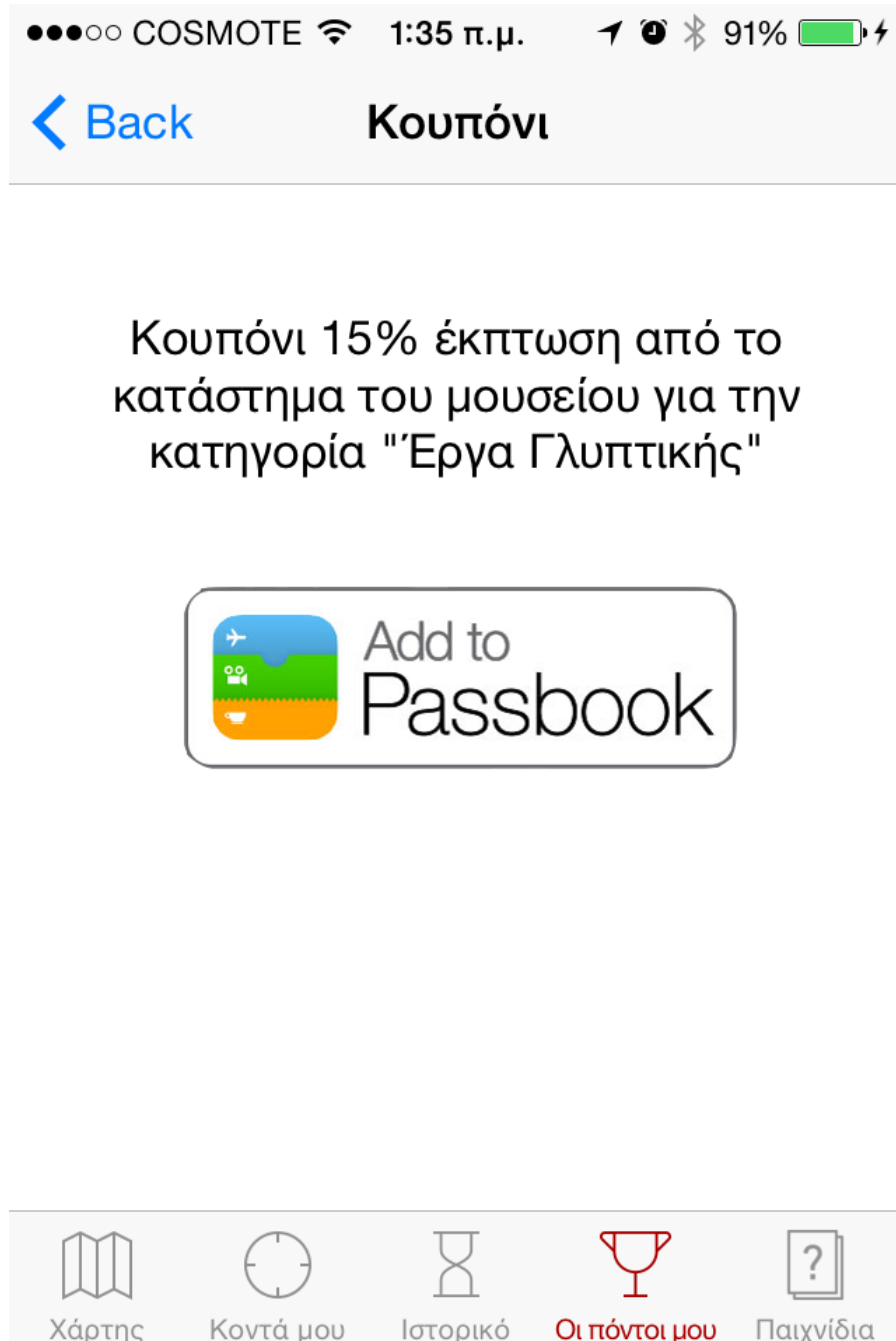 COSMOTE 1:35 π.μ. 91%
Back Κουπόνι
Κουπόνι 15% έκπτωση από το
κατάστημα του μουσείου για την
κατηγορία "Έργα Γλυπτικής"
Add to
Passbook
?
Χάρτης Κοντά μου Ιστορικό Οι πόντοι μου Παιχνίδια